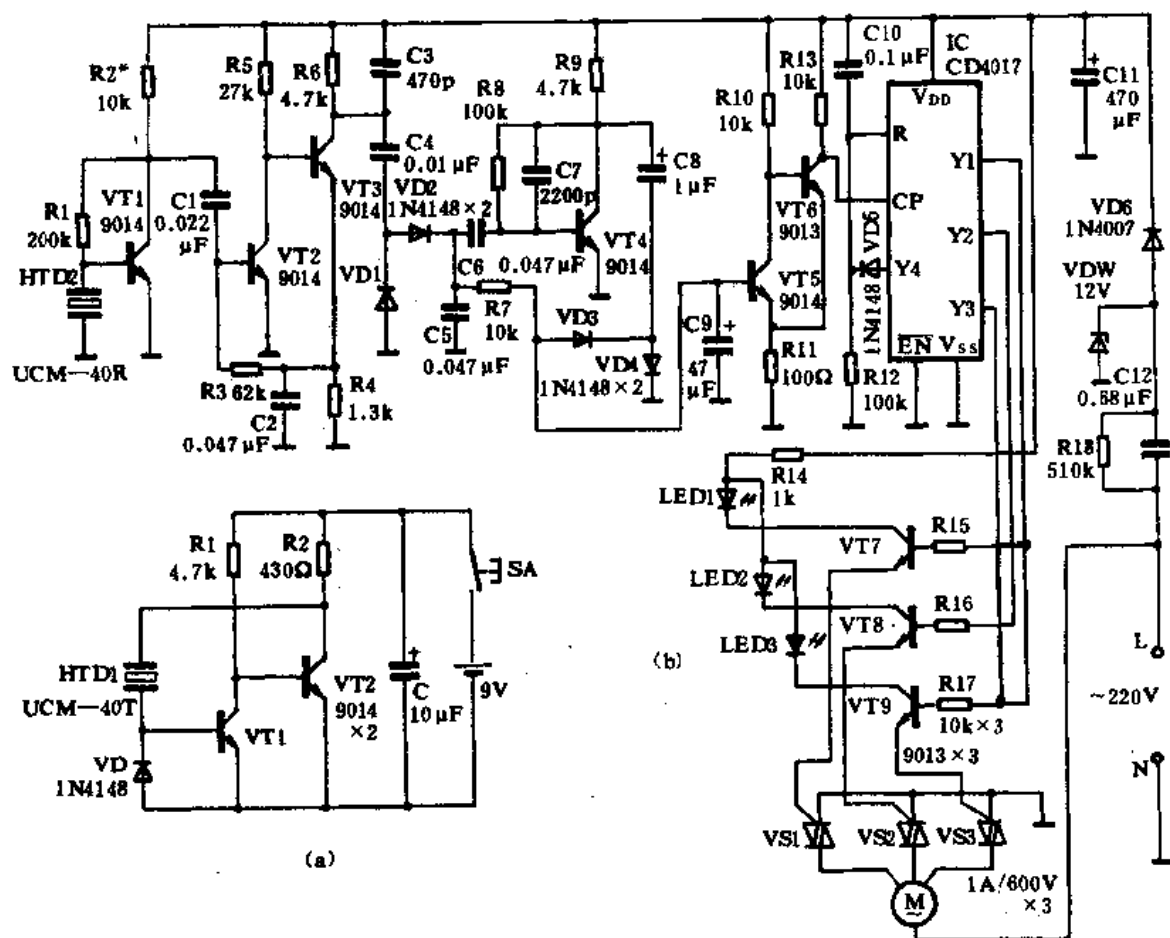 R2*
10k
R1
200k
HTD2
UCM—40R
VT1
9014
C1
0.022
μF
R5
27k
R6
4.7k
VT2
9014
R3 62k
C2
0.047μF
R4
1.3k
VT3
9014
C3
470p
C4
0.01μF
VD2
1N4148×2
VD1
C5
0.047μF
C6
0.047μF
R7
10k
R8
100k
C7
2200p
R9
4.7k
VT4
9014
C8
1μF
+
VD3
VD4
1N4148×2
C9
+
47
μF
R10
10k
VT5
9014
R11
100Ω
R13
10k
VT6
9013
C10
0.1μF
1N4148 VD5
R12
100k
IC
CD4017
VDD
R
CP
Y4
EN VSS
Y1
Y2
Y3
+
C11
470
μF
VD6
1N4007
VDW
12V
C12
0.68μF
R18
510k
R14
1k
LED1
LED2
LED3
VT7
VT8
VT9
9013×3
R15
R16
R17
10k×3
(b)
VS1
VS2
VS3
1A/600V
×3
M
~
L
~220V
N
R1
4.7k
R2
430Ω
HTD1
UCM—40T
VD
1N4148
VT1
VT2
9014
×2
+
C
10μF
SA
9V
(a)